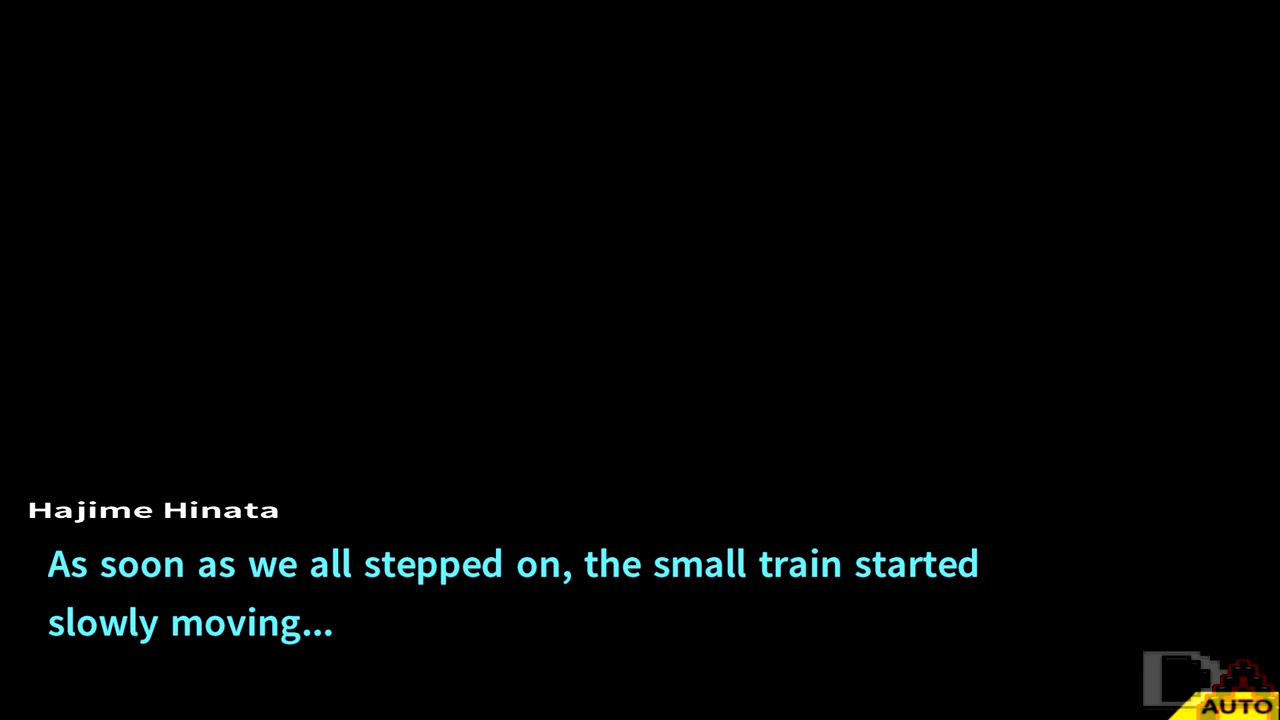 Hajime Hinata
As soon as we all stepped on, the small train started
slowly moving...
AUTO